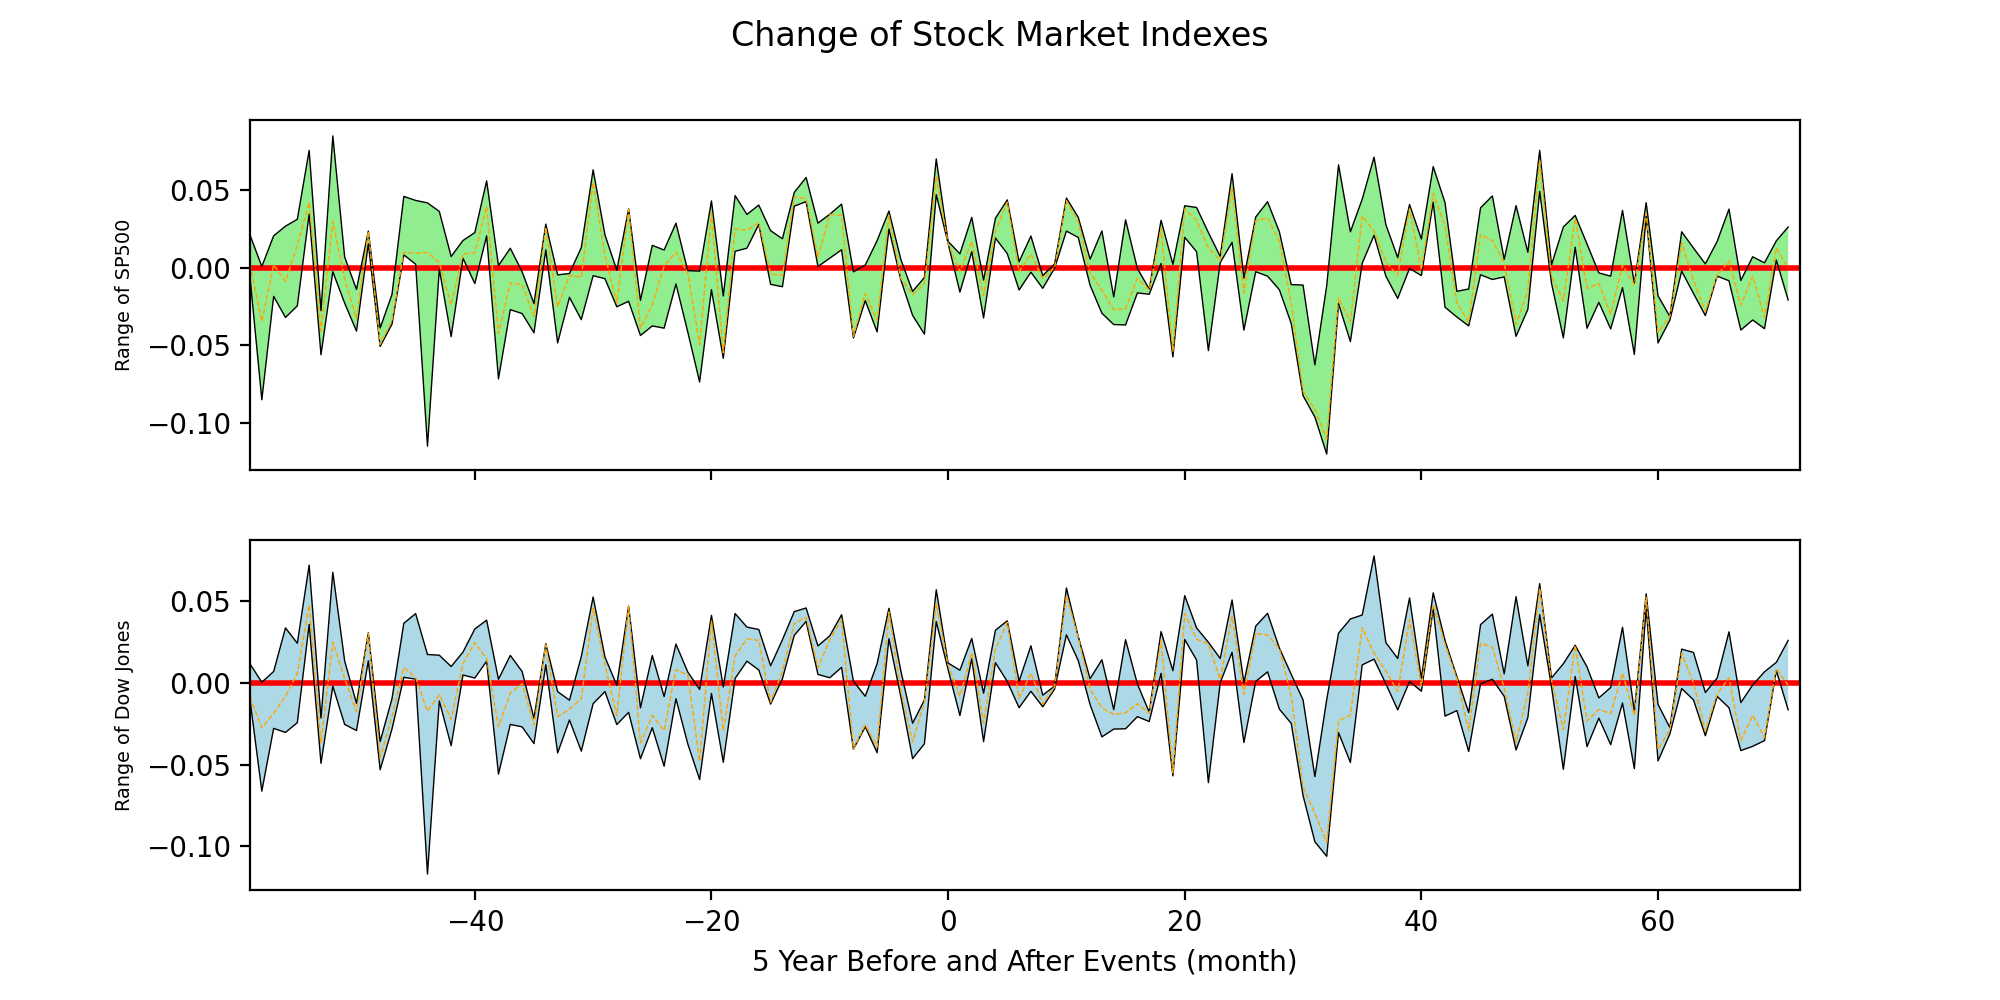 Change of Stock Market Indexes
Range of SP500
0.05
0.00
−0.05
−0.10
Range of Dow Jones
0.05
0.00
−0.05
−0.10
−40 −20 0 20 40 60
5 Year Before and After Events (month)